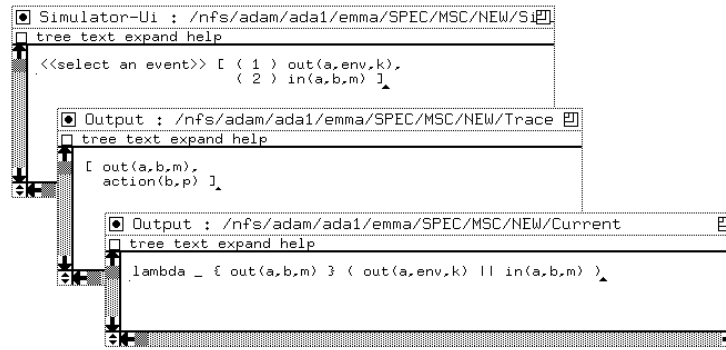 Simulator-Ui : /nfs/adam/ada1/emma/SPEC/MSC/NEW/Si
tree text expand help
<<select an event>> [ ( 1 ) out(a,env,k),
( 2 ) in(a,b,m) ]
Output : /nfs/adam/ada1/emma/SPEC/MSC/NEW/Trace
tree text expand help
[ out(a,b,m),
action(b,p) ]
Output : /nfs/adam/ada1/emma/SPEC/MSC/NEW/Current
tree text expand help
lambda _ { out(a,b,m) } ( out(a,env,k) || in(a,b,m) )